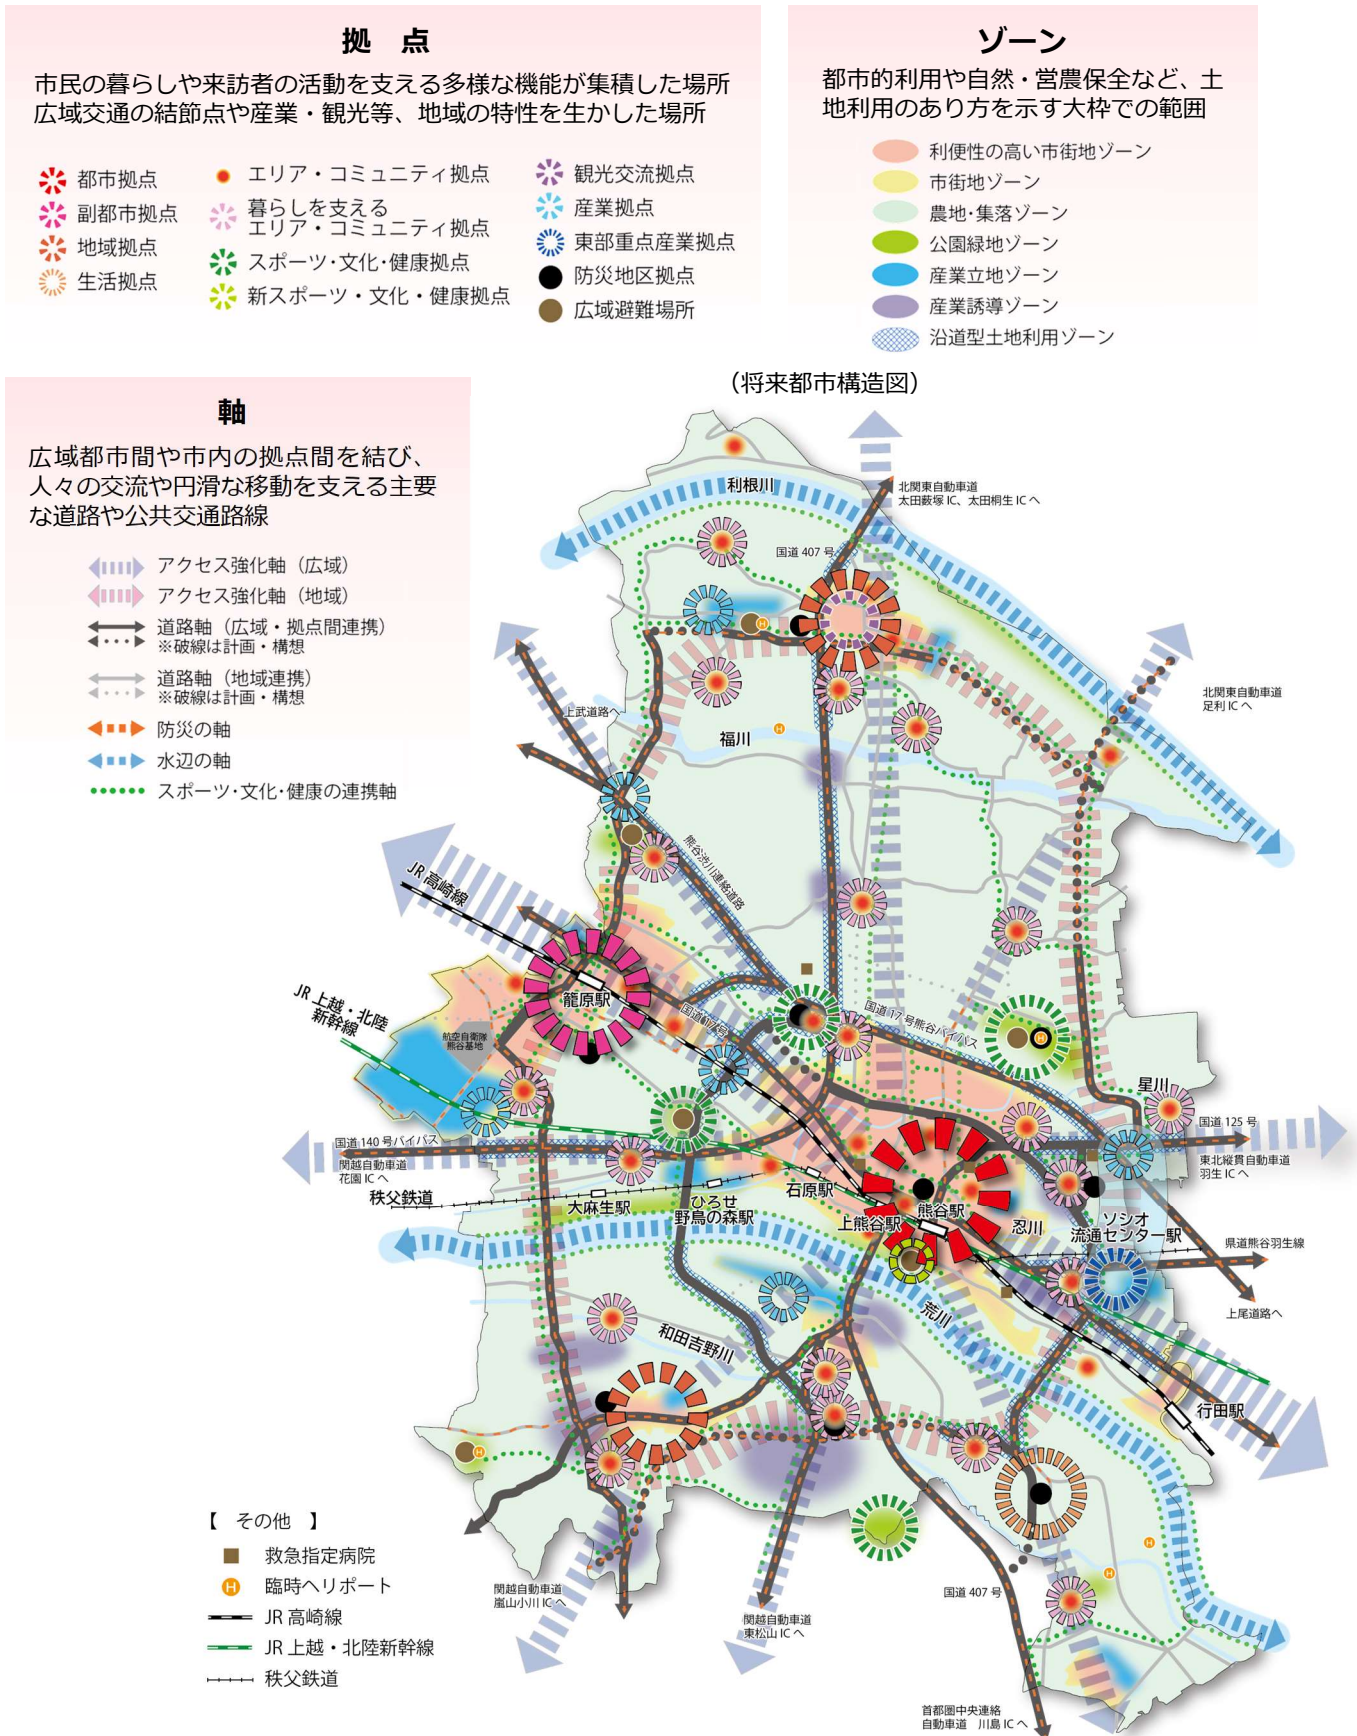 拠　点
市民の暮らしや来訪者の活動を支える多様な機能が集積した場所
広域交通の結節点や産業・観光等、地域の特性を生かした場所
都市拠点
副都市拠点
地域拠点
生活拠点
エリア・コミュニティ拠点
暮らしを支える
エリア・コミュニティ拠点
スポーツ・文化・健康拠点
新スポーツ・文化・健康拠点
観光交流拠点
産業拠点
東部重点産業拠点
防災地区拠点
広域避難場所
ゾーン
都市的利用や自然・営農保全など、土
地利用のあり方を示す大枠での範囲
利便性の高い市街地ゾーン
市街地ゾーン
農地・集落ゾーン
公園緑地ゾーン
産業立地ゾーン
産業誘導ゾーン
沿道型土地利用ゾーン
軸
広域都市間や市内の拠点間を結び、
人々の交流や円滑な移動を支える主要
な道路や公共交通路線
アクセス強化軸（広域）
アクセス強化軸（地域）
道路軸（広域・拠点間連携）
※破線は計画・構想
道路軸（地域連携）
※破線は計画・構想
防災の軸
水辺の軸
スポーツ・文化・健康の連携軸
（将来都市構造図）
利根川
北関東自動車道
太田藪塚 IC、太田桐生 IC へ
国道 407 号
H
北関東自動車道
足利 IC へ
上武道路へ
福川
H
熊谷渋川連絡道路
JR 高崎線
籠原駅
JR 上越・北陸
新幹線
航空自衛隊
熊谷基地
国道 17 号
国道 17 号熊谷バイパス
H
星川
国道 140 号バイパス
関越自動車道
花園 IC へ
国道 125 号
東北縦貫自動車道
羽生 IC へ
秩父鉄道
大麻生駅
ひろせ
野鳥の森駅
石原駅
上熊谷駅
熊谷駅
忍川
ソシオ
流通センター駅
県道熊谷羽生線
上尾道路へ
荒川
和田吉野川
行田駅
H
H
H
国道 407 号
関越自動車道
嵐山小川 IC へ
関越自動車道
東松山 IC へ
首都圏中央連絡
自動車道　川島 IC へ
【　その他　】
救急指定病院
H
臨時ヘリポート
JR 高崎線
JR 上越・北陸新幹線
秩父鉄道